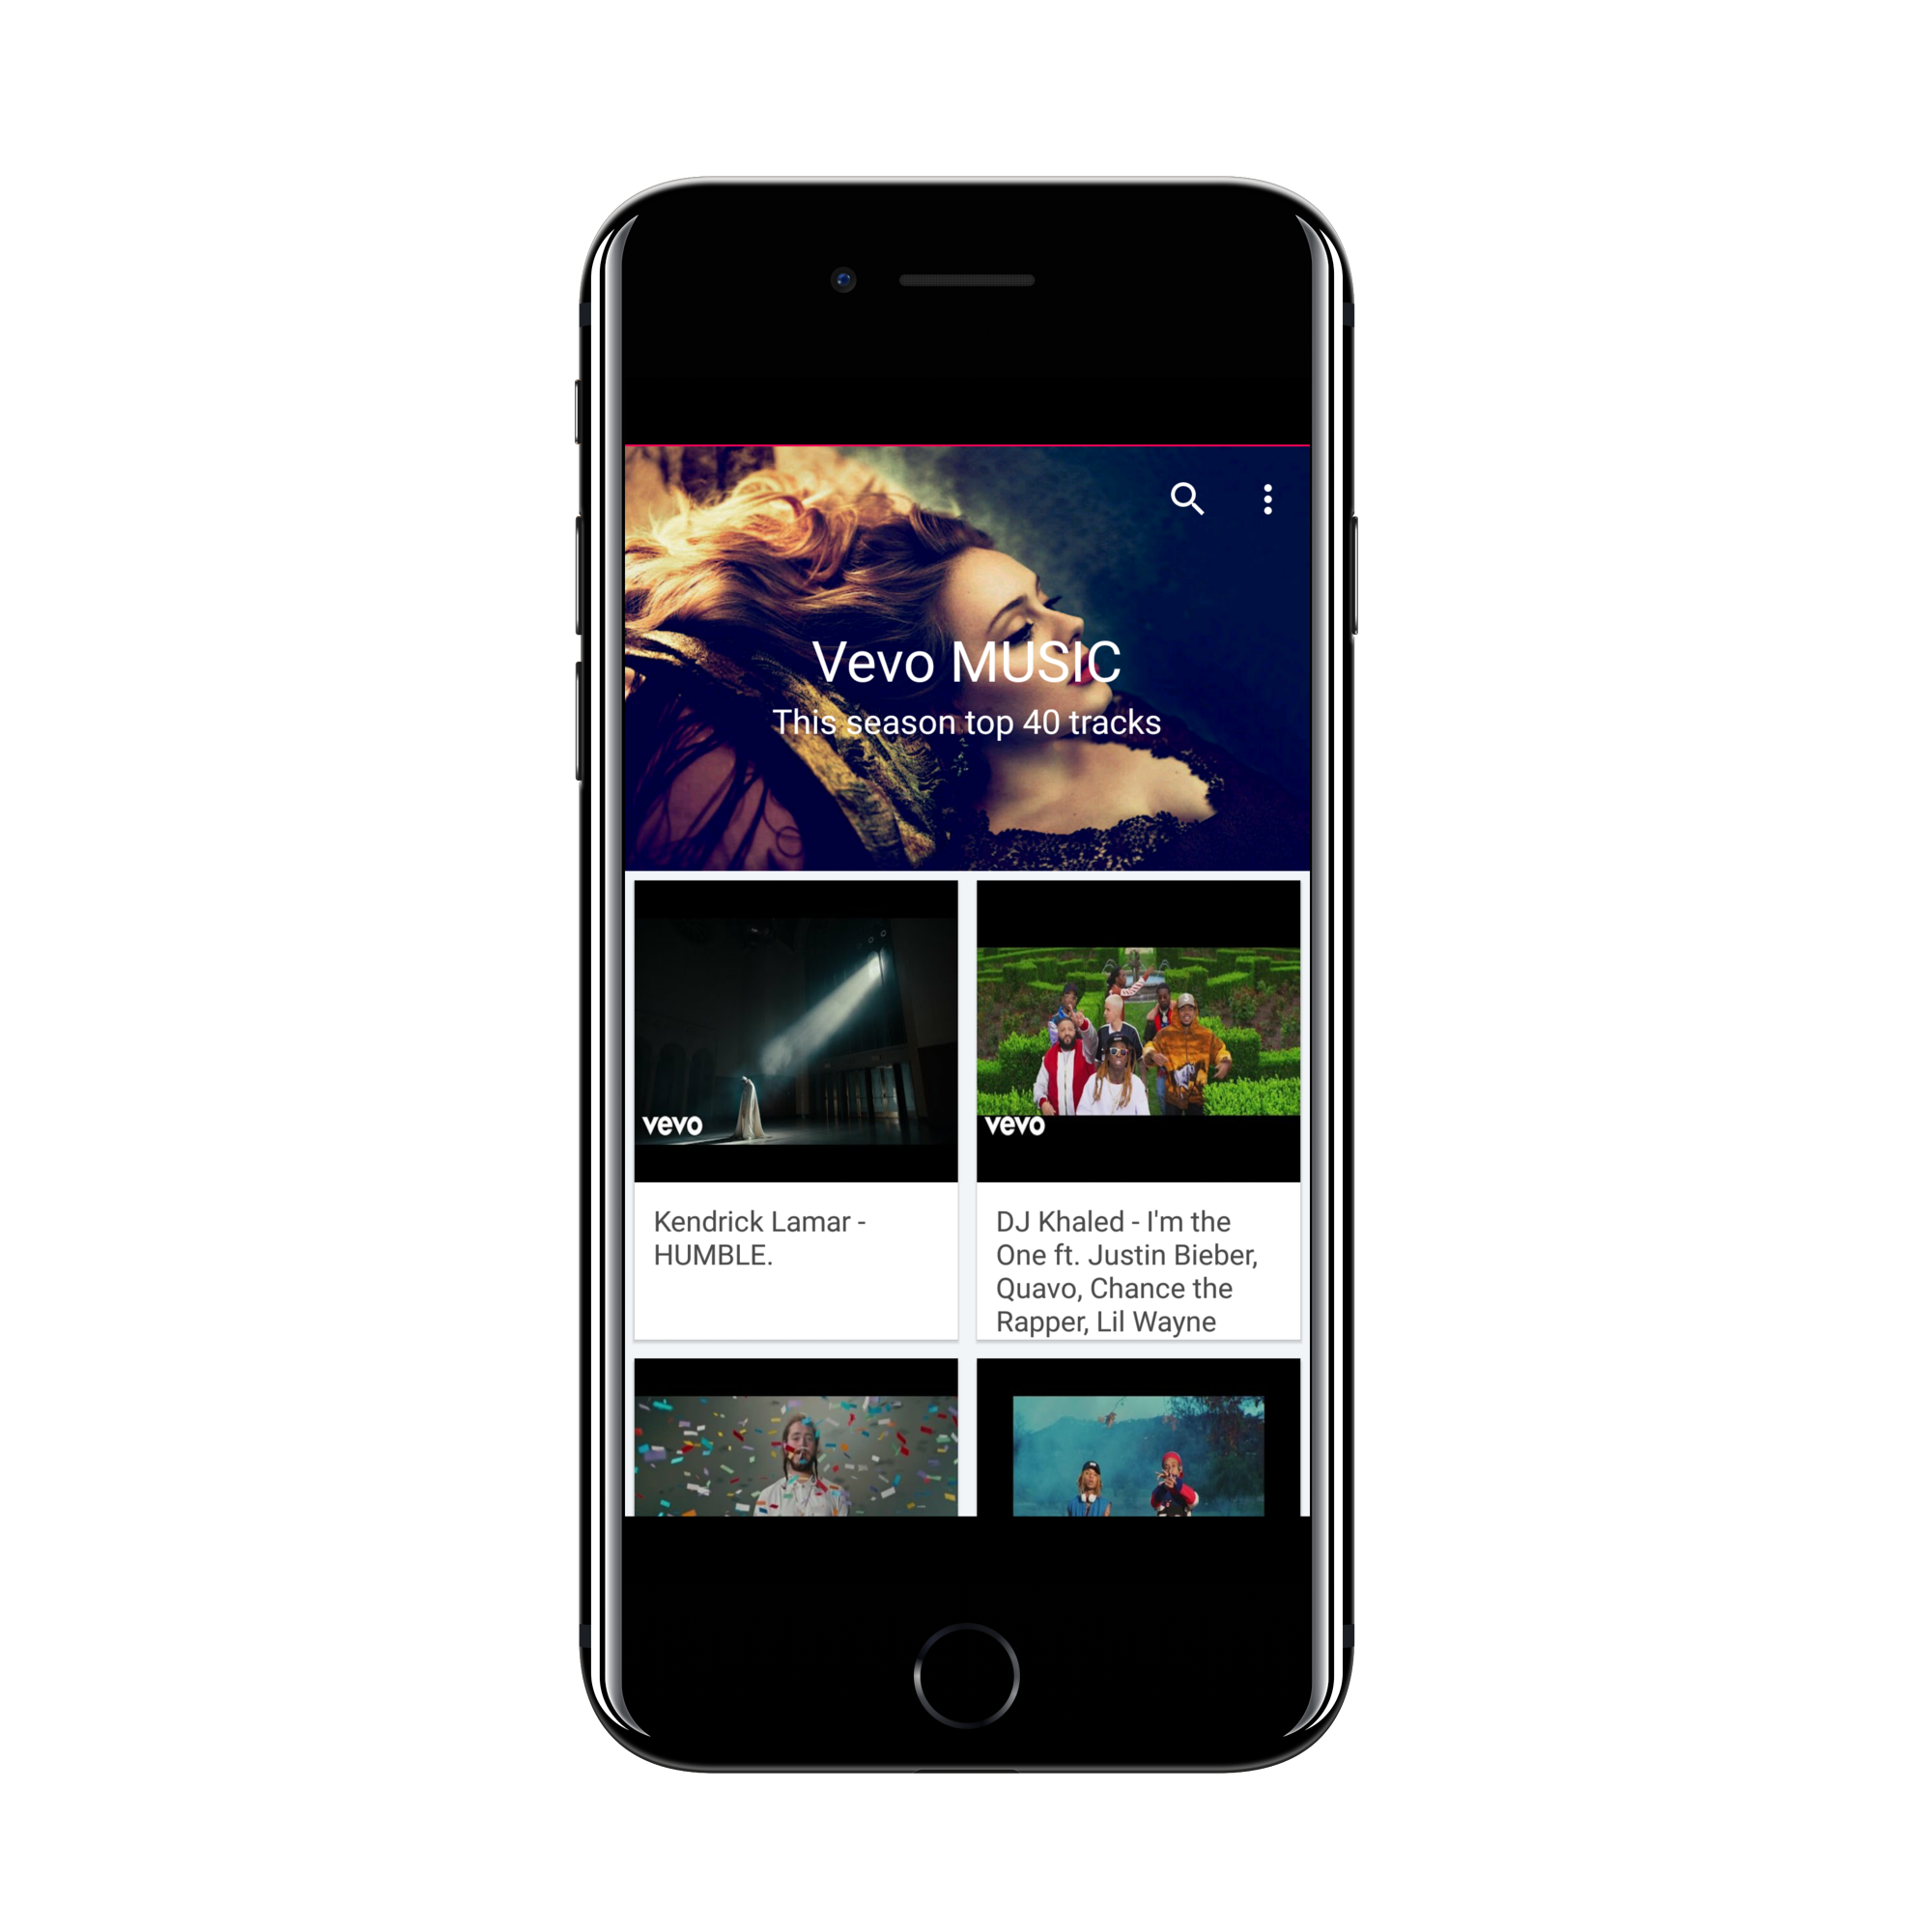 Vevo MUSIC
This season top 40 tracks
vevo
vevo
Kendrick Lamar -
HUMBLE.
DJ Khaled - I'm the
One ft. Justin Bieber,
Quavo, Chance the
Rapper, Lil Wayne